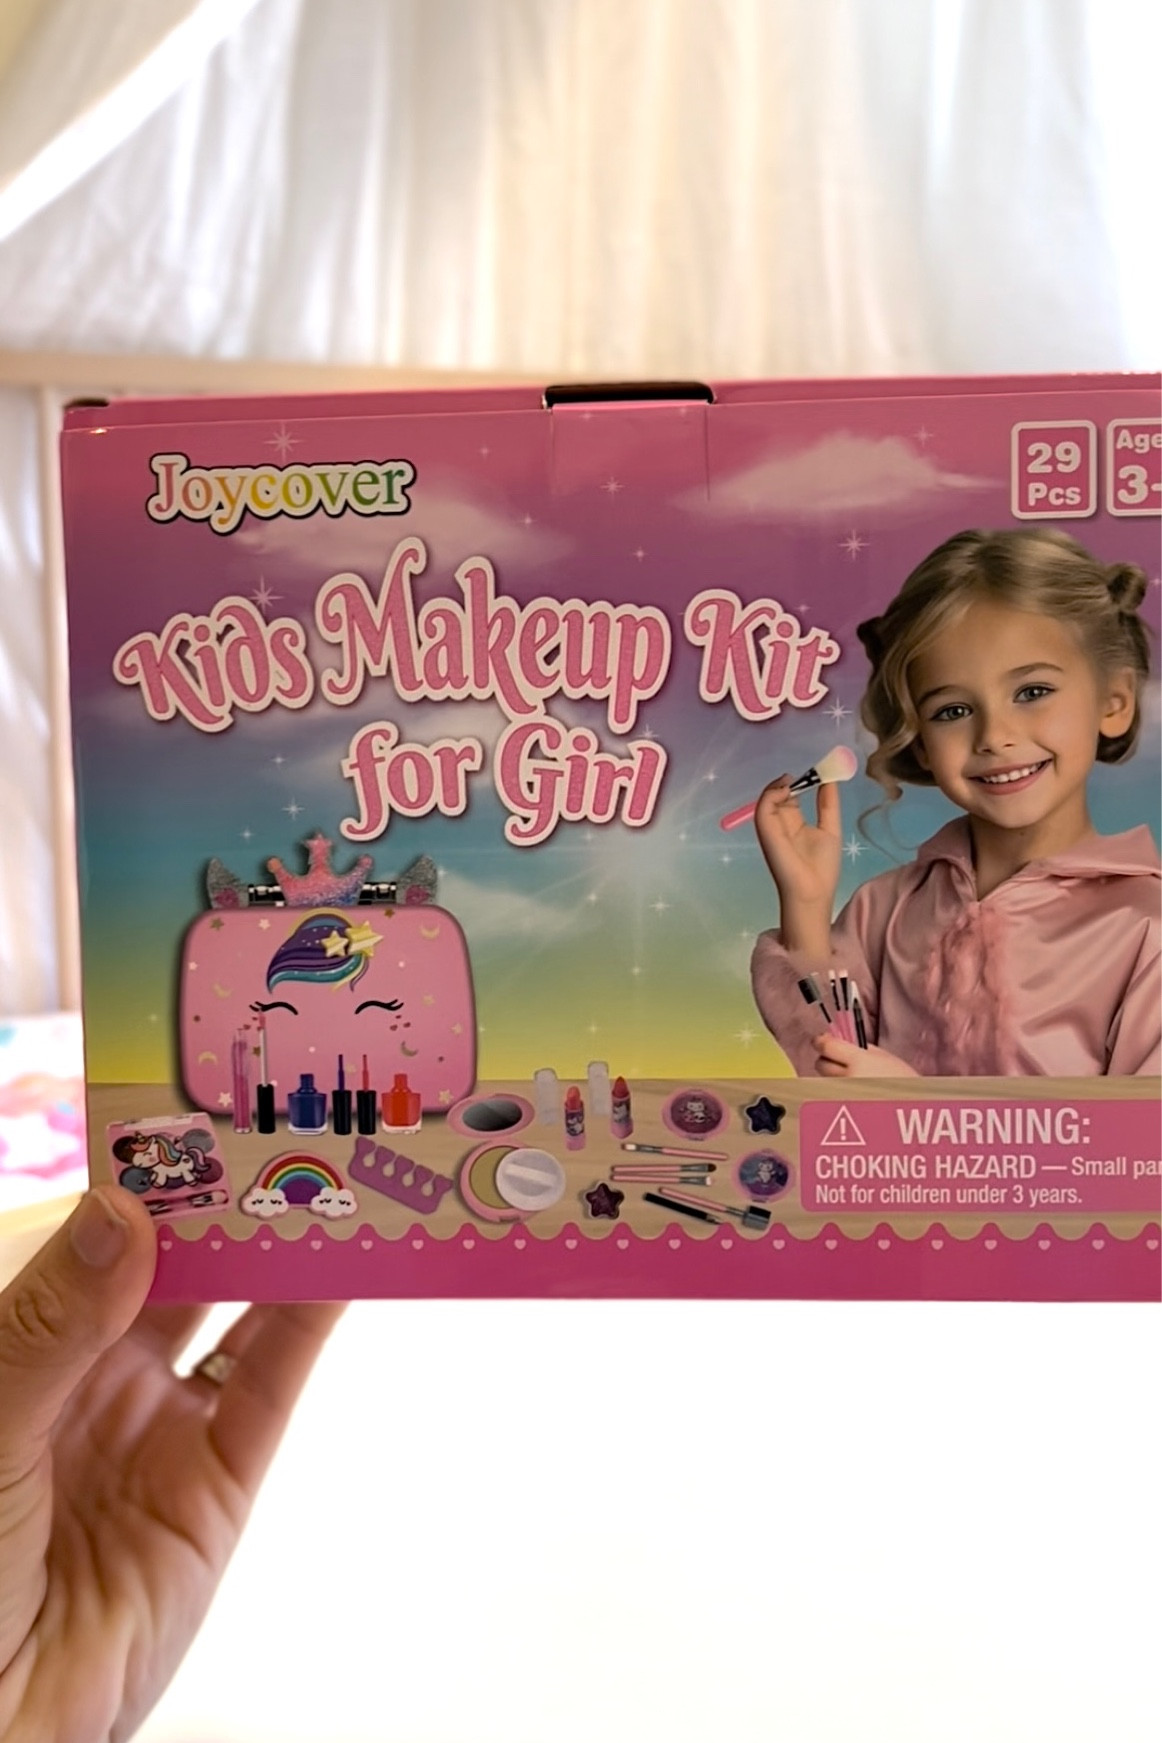 Joycover
29
Pcs
Age
3-
Kids Makeup Kit
for Girl
WARNING:
CHOKING HAZARD — Small
Not for children under 3 years.